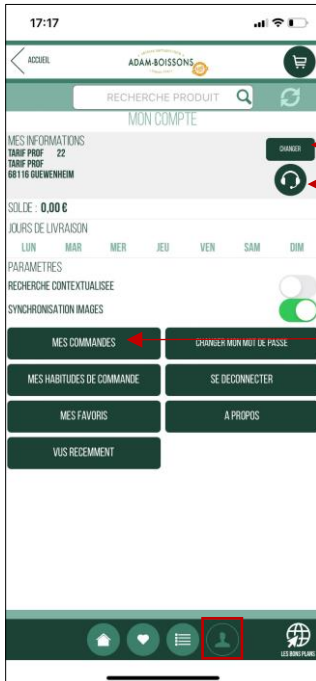 17:17
ACCUEIL
ADAM-BOISSONS
RECHERCHE PRODUIT
MON COMPTE
MES INFORMATIONS
TARIF PROF 22
TARIF PROF
68116 GUEWENHEIM
CHANGER
SOLDE : 0,00 €
JOURS DE LIVRAISON
LUN MAR MER JEU VEN SAM DIM
PARAMETRES
RECHERCHE CONTEXTUALISEE
SYNCHRONISATION IMAGES
MES COMMANDES
CHANGER MON MOT DE PASSE
MES HABITUDES DE COMMANDE
SE DECONNECTER
MES FAVORIS
A PROPOS
VUS RECEMMENT
LES BONS PLANS